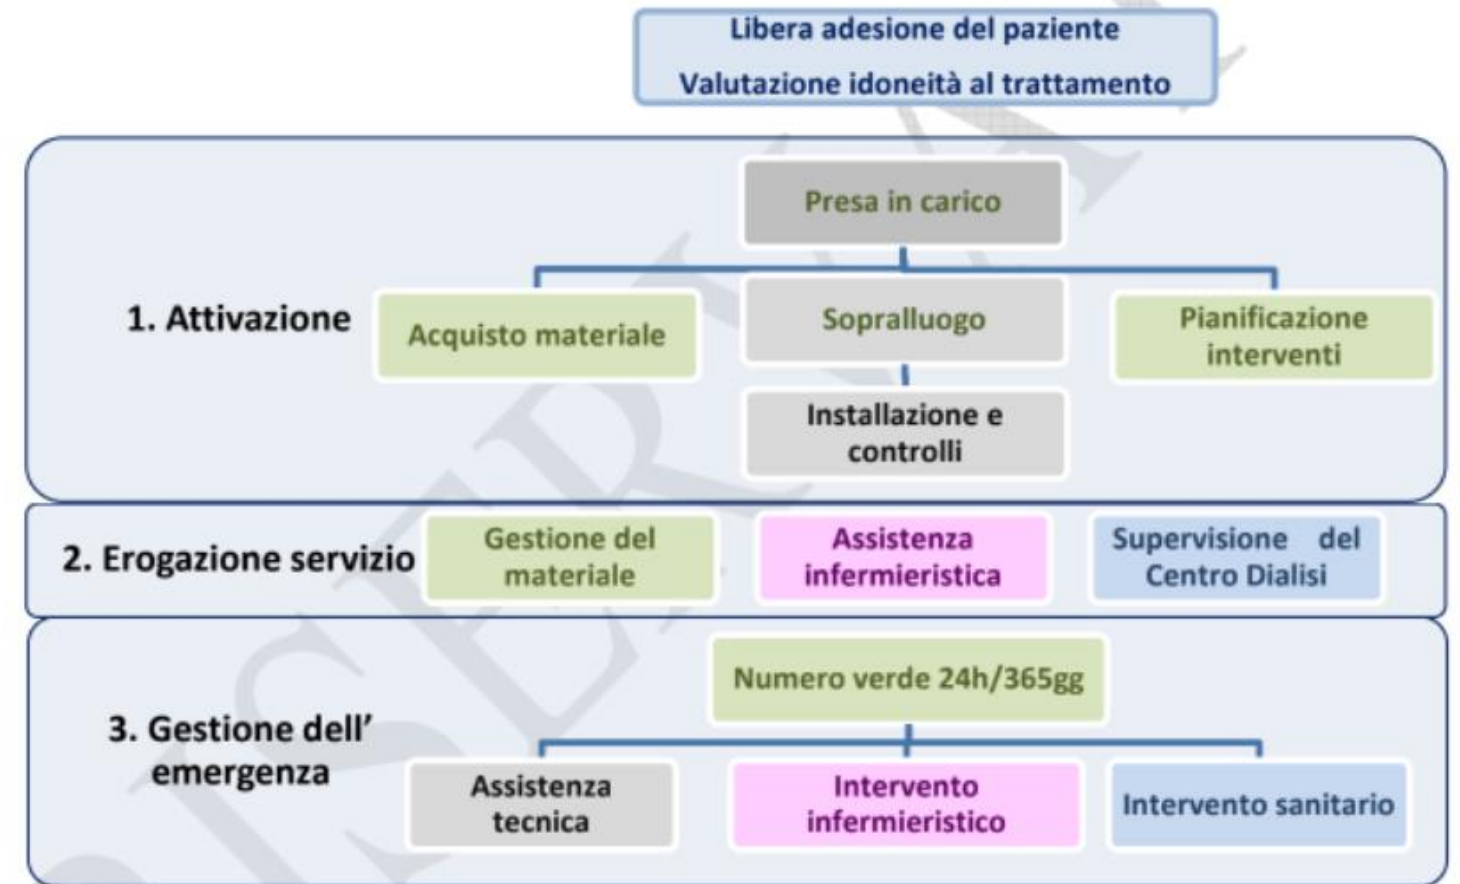 Libera adesione del paziente
Valutazione idoneità al trattamento
Presa in carico
1. Attivazione
Acquisto materiale
Sopralluogo
Pianificazione
interventi
Installazione e
controlli
2. Erogazione servizio
Gestione del
materiale
Assistenza
infermieristica
Supervisione del
Centro Dialisi
Numero verde 24h/365gg
3. Gestione dell’
emergenza
Assistenza
tecnica
Intervento
infermieristico
Intervento sanitario